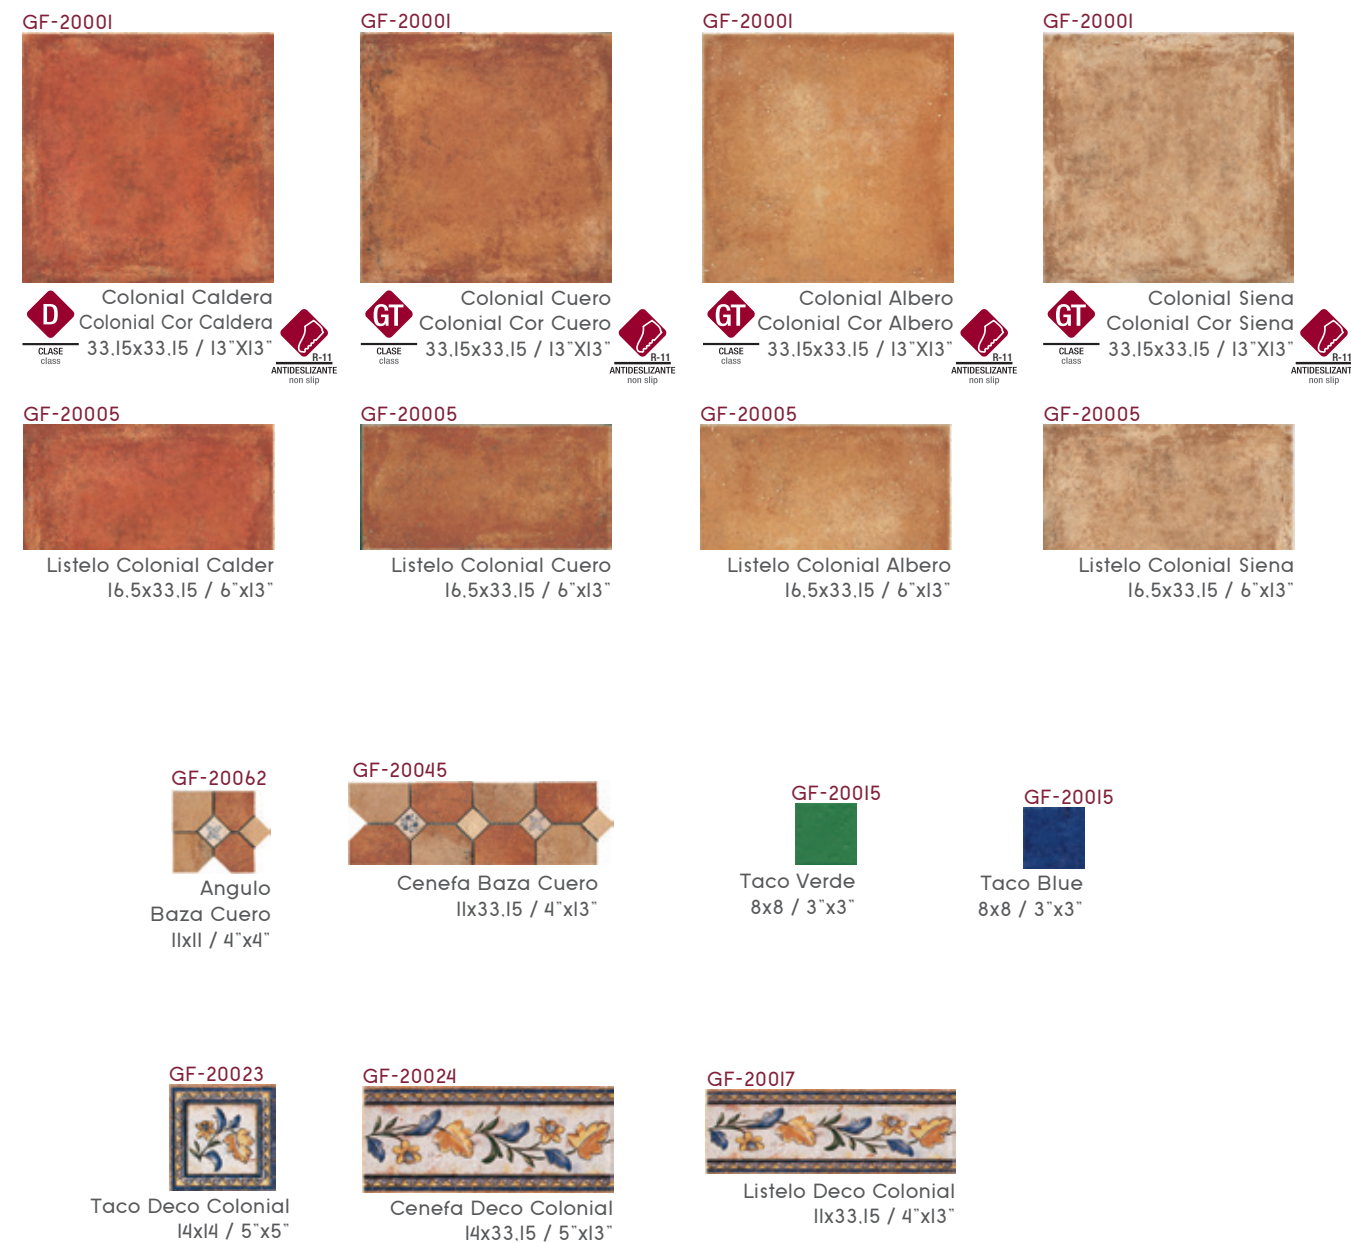 GF-20001
GF-20001
GF-20001
GF-20001
D
CLASE
class
Colonial Caldera
Colonial Cor Caldera
33,15x33,15 / 13"X13"
R-11
ANTIDESLIZANTE
non slip
GT
CLASE
class
Colonial Cuero
Colonial Cor Cuero
33,15x33,15 / 13"X13"
R-11
ANTIDESLIZANTE
non slip
GT
CLASE
class
Colonial Albero
Colonial Cor Albero
33,15x33,15 / 13"X13"
R-11
ANTIDESLIZANTE
non slip
GT
CLASE
class
Colonial Siena
Colonial Cor Siena
33,15x33,15 / 13"X13"
R-11
ANTIDESLIZANT
non slip
GF-20005
GF-20005
GF-20005
GF-20005
Listelo Colonial Calder
16,5x33,15 / 6"x13"
Listelo Colonial Cuero
16,5x33,15 / 6"x13"
Listelo Colonial Albero
16,5x33,15 / 6"x13"
Listelo Colonial Siena
16,5x33,15 / 6"x13"
GF-20062
Angulo
Baza Cuero
11x11 / 4"x4"
GF-20045
Cenefa Baza Cuero
11x33,15 / 4"x13"
GF-20015
Taco Verde
8x8 / 3"x3"
GF-20015
Taco Blue
8x8 / 3"x3"
GF-20023
Taco Deco Colonial
14x14 / 5"x5"
GF-20024
Cenefa Deco Colonial
14x33,15 / 5"x13"
GF-20017
Listelo Deco Colonial
11x33,15 / 4"x13"